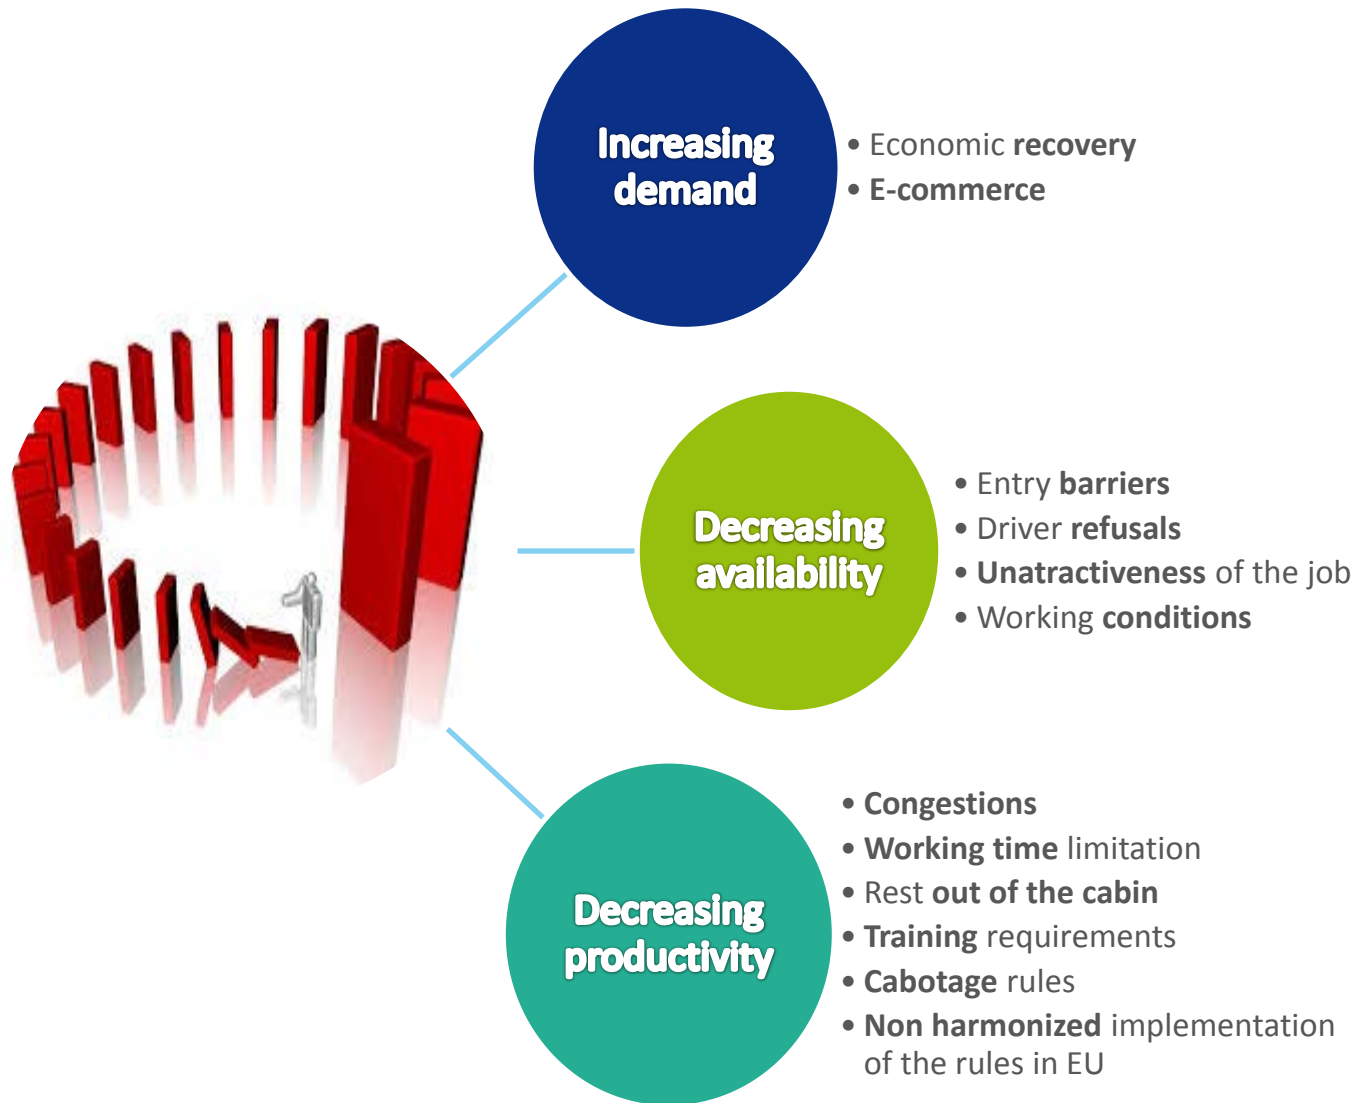 Increasing
demand
• Economic recovery
• E-commerce
Decreasing
availability
• Entry barriers
• Driver refusals
• Unatractiveness of the job
• Working conditions
Decreasing
productivity
• Congestions
• Working time limitation
• Rest out of the cabin
• Training requirements
• Cabotage rules
• Non harmonized implementation
of the rules in EU